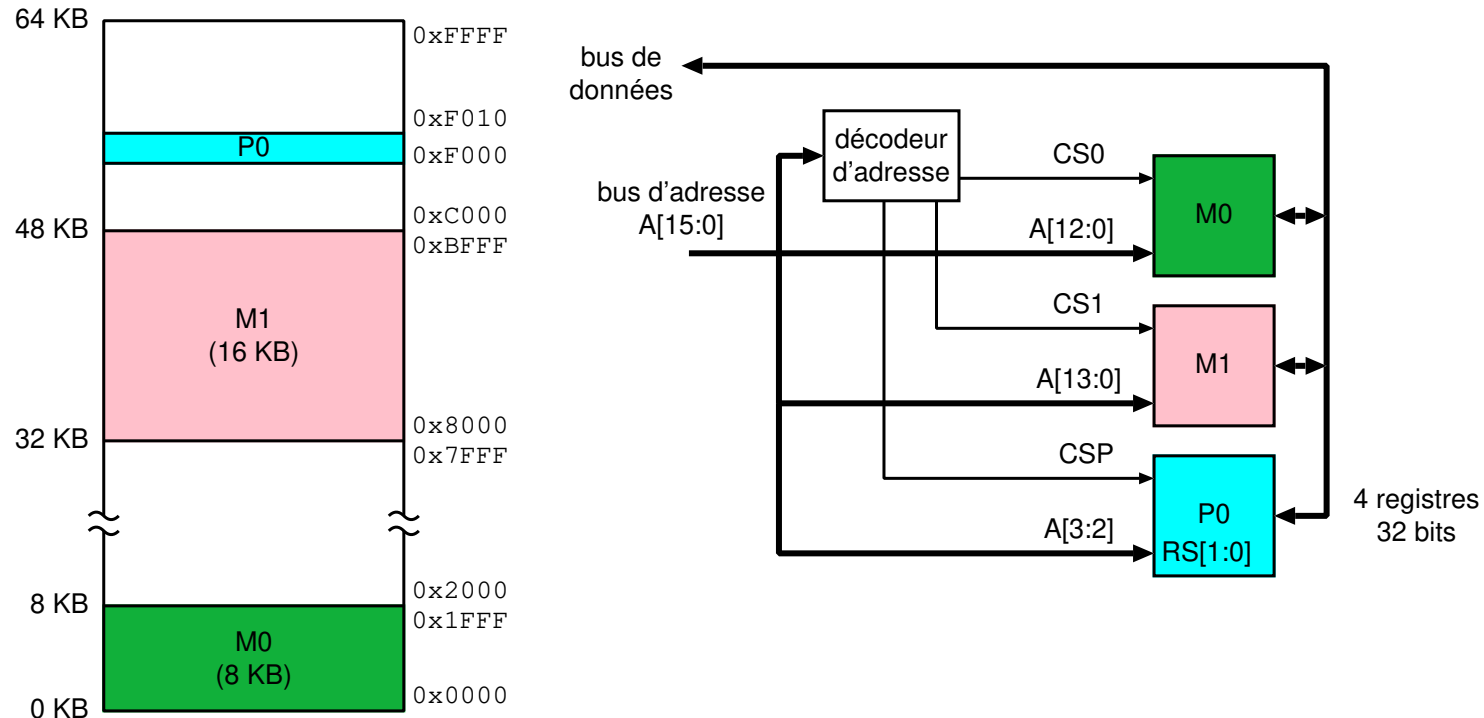 64 KB
0xFFFF
0xF010
P0
0xF000
0xC000
48 KB
0xBFFF
M1
(16 KB)
0x8000
32 KB
0x7FFF
0x2000
8 KB
0x1FFF
M0
(8 KB)
0x0000
0 KB
bus de
données
décodeur
d'adresse
bus d'adresse
A[15:0]
CS0
A[12:0]
M0
CS1
A[13:0]
M1
CSP
A[3:2]
P0
RS[1:0]
4 registres
32 bits